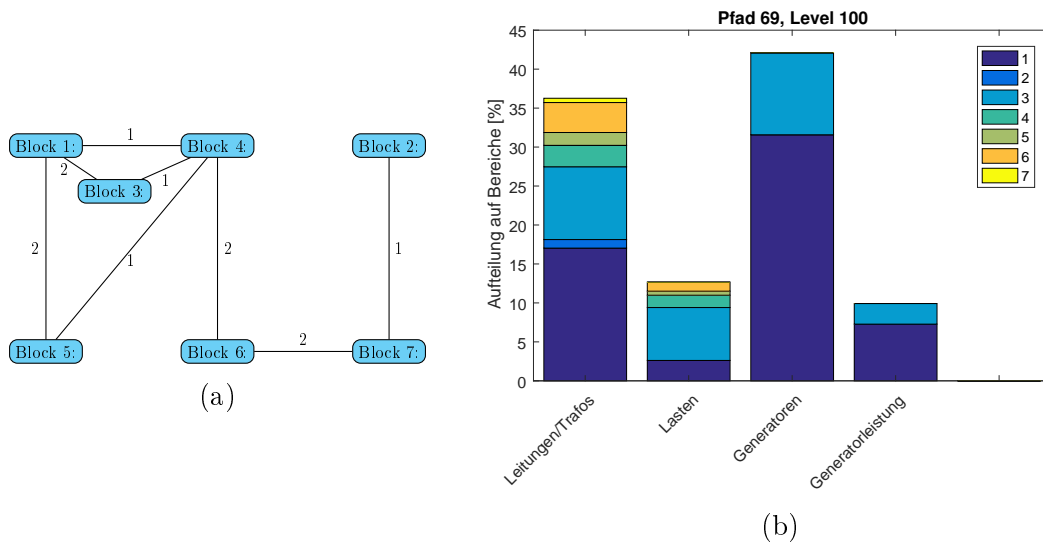 1
Block 1:
Block 4:
Block 2:
2
1
Block 3:
2
1
2
1
Block 5:
Block 6:
2
Block 7:
(a)
Pfad 69, Level 100
Aufteilung auf Bereiche [%]
45
40
35
30
25
20
15
10
5
0
Leitungen/Trafos
Lasten
Generatoren
Generatorleistung
1
2
3
4
5
6
7
(b)